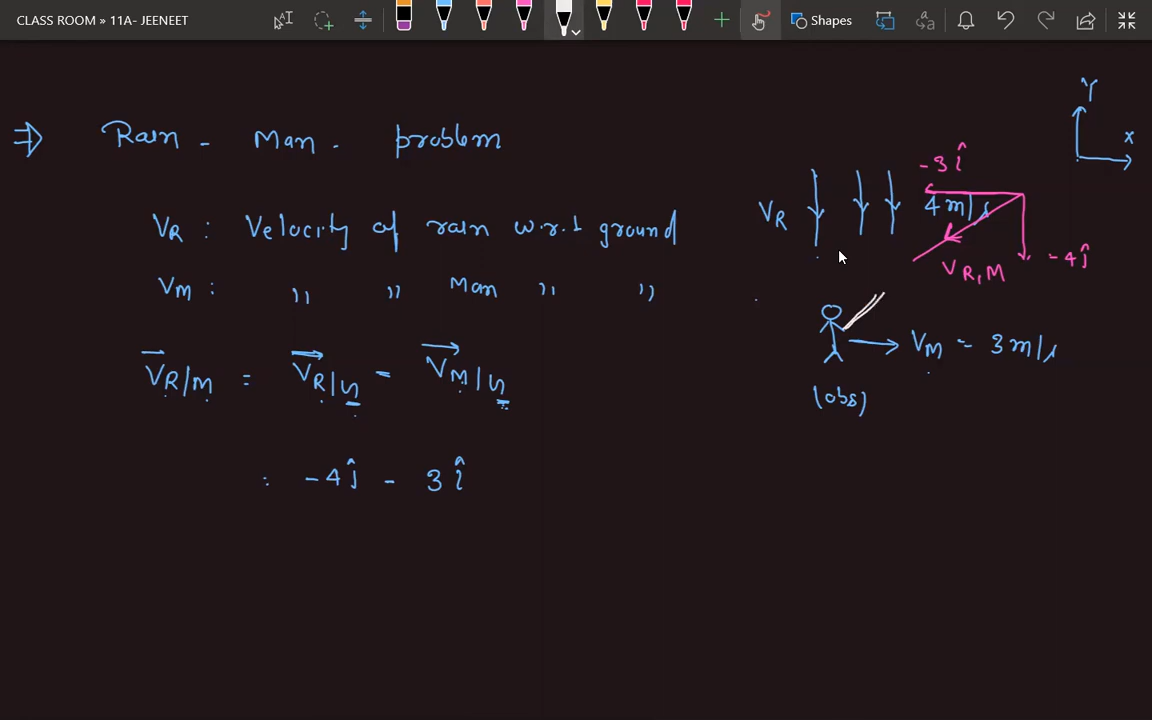 CLASS ROOM » 11A- JEENEET
Shapes
⇒ Rain - Man - problem
VR : Velocity of rain w.r.t ground
VM : ,, ,, Man ,, ,,
VR/M = VR/G - VM/G
= -4ĵ - 3î
Y
X
-3î
VR
4 m/s
-4ĵ
VR,M
VM = 3m/s
(obs)